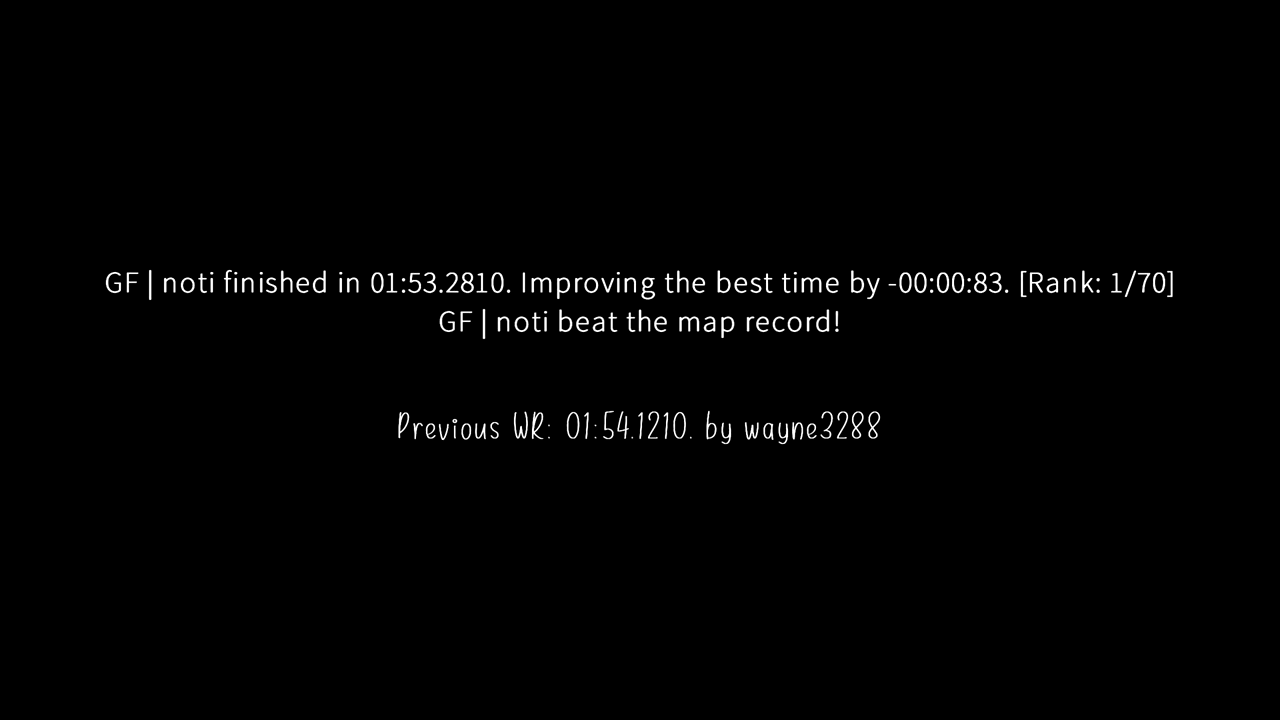 GF | noti finished in 01:53.2810. Improving the best time by -00:00:83. [Rank: 1/70]
GF | noti beat the map record!
Previous WR: 01:54.1210. by wayne3288